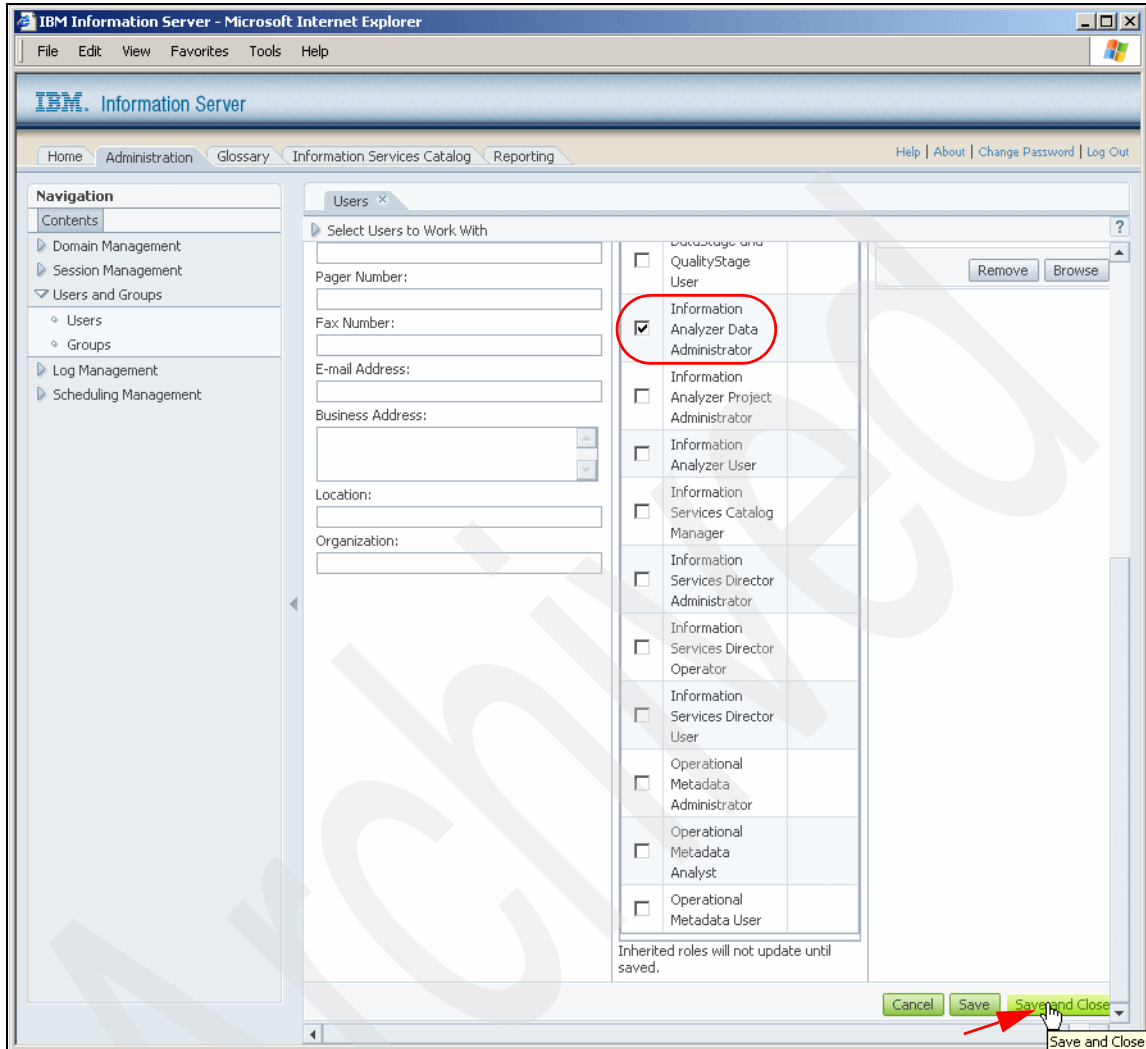 IBM Information Server - Microsoft Internet Explorer
File Edit View Favorites Tools Help
IBM. Information Server
Home Administration Glossary Information Services Catalog Reporting
Help | About | Change Password | Log Out
Navigation
Contents
Domain Management
Session Management
Users and Groups
Users
Groups
Log Management
Scheduling Management
Users
Select Users to Work With
?
Pager Number:
Fax Number:
E-mail Address:
Business Address:
Location:
Organization:
DataStage and
QualityStage
User
Information
Analyzer Data
Administrator
Information
Analyzer Project
Administrator
Information
Analyzer User
Information
Services Catalog
Manager
Information
Services Director
Administrator
Information
Services Director
Operator
Information
Services Director
User
Operational
Metadata
Administrator
Operational
Metadata
Analyst
Operational
Metadata User
Inherited roles will not update until
saved.
Remove Browse
Cancel Save Save and Close
Save and Close
Archived